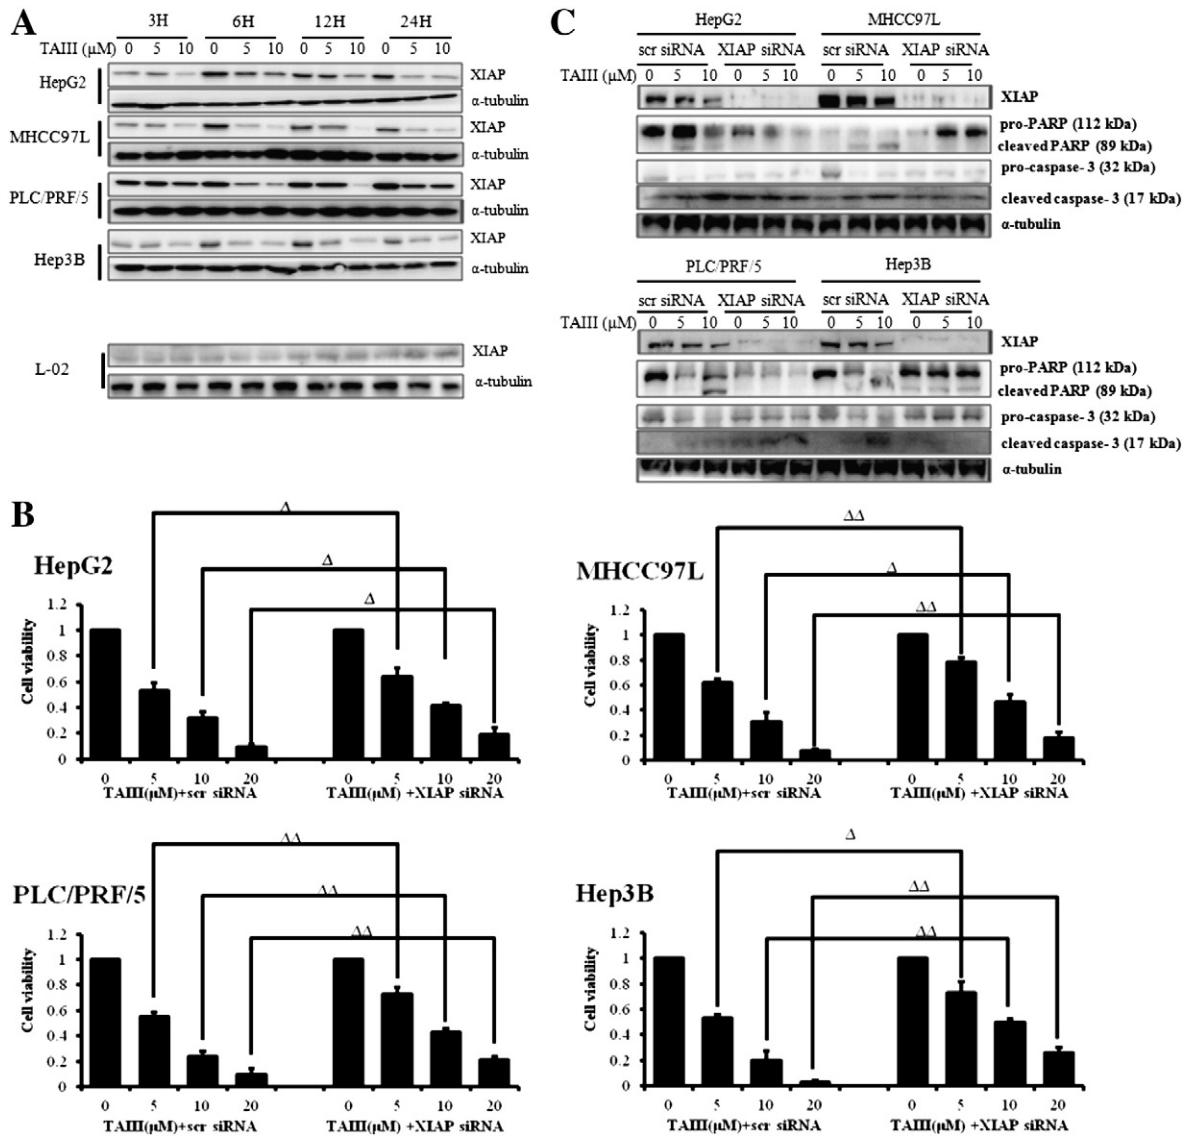 A
3H 6H 12H 24H
TAIII (μM) 0 5 10 0 5 10 0 5 10 0 5 10
HepG2
XIAP
α-tubulin
MHCC97L
XIAP
α-tubulin
PLC/PRF/5
XIAP
α-tubulin
Hep3B
XIAP
α-tubulin
L-02
XIAP
α-tubulin
C
HepG2 MHCC97L
scr siRNA XIAP siRNA scr siRNA XIAP siRNA
TAIII (μM) 0 5 10 0 5 10 0 5 10 0 5 10
XIAP
pro-PARP (112 kDa)
cleaved PARP (89 kDa)
pro-caspase- 3 (32 kDa)
cleaved caspase- 3 (17 kDa)
α-tubulin
PLC/PRF/5 Hep3B
scr siRNA XIAP siRNA scr siRNA XIAP siRNA
TAIII (μM) 0 5 10 0 5 10 0 5 10 0 5 10
XIAP
pro-PARP (112 kDa)
cleaved PARP (89 kDa)
pro-caspase- 3 (32 kDa)
cleaved caspase- 3 (17 kDa)
α-tubulin
B
HepG2
Δ
Δ
Δ
Cell viability
1.2
1
0.8
0.6
0.4
0.2
0
0 5 10 20 0 5 10 20
TAIII(μM)+scr siRNA TAIII(μM) +XIAP siRNA
MHCC97L
ΔΔ
Δ
ΔΔ
Cell viability
1.2
1
0.8
0.6
0.4
0.2
0
0 5 10 20 0 5 10 20
TAIII(μM)+scr siRNA TAIII(μM) +XIAP siRNA
PLC/PRF/5
ΔΔ
ΔΔ
ΔΔ
Cell viability
1.2
1
0.8
0.6
0.4
0.2
0
0 5 10 20 0 5 10 20
TAIII(μM)+scr siRNA TAIII(μM) +XIAP siRNA
Hep3B
Δ
ΔΔ
ΔΔ
Cell viability
1.2
1
0.8
0.6
0.4
0.2
0
0 5 10 20 0 5 10 20
TAIII(μM)+scr siRNA TAIII(μM) +XIAP siRNA